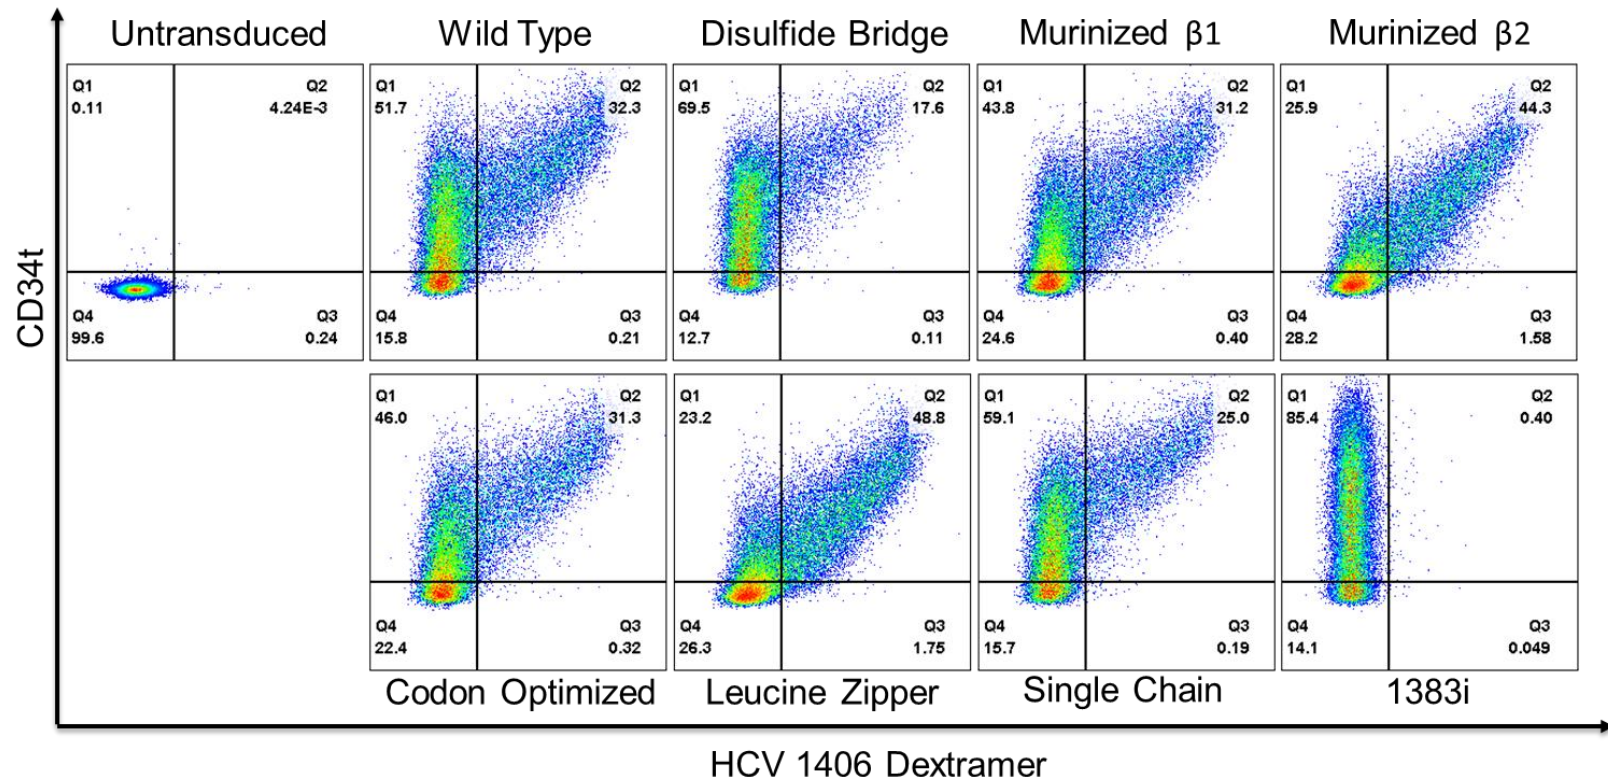 Untransduced
Wild Type
Disulfide Bridge
Murinized β1
Murinized β2
Q1 Q2
0.11 4.24E-3
Q4 Q3
99.6 0.24
Q1 Q2
51.7 32.3
Q4 Q3
15.8 0.21
Q1 Q2
69.5 17.6
Q4 Q3
12.7 0.11
Q1 Q2
43.8 31.2
Q4 Q3
24.6 0.40
Q1 Q2
25.9 44.3
Q4 Q3
28.2 1.58
CD34t
Q1 Q2
46.0 31.3
Q4 Q3
22.4 0.32
Q1 Q2
23.2 48.8
Q4 Q3
26.3 1.75
Q1 Q2
59.1 25.0
Q4 Q3
15.7 0.19
Q1 Q2
85.4 0.40
Q4 Q3
14.1 0.049
Codon Optimized
Leucine Zipper
Single Chain
1383i
HCV 1406 Dextramer